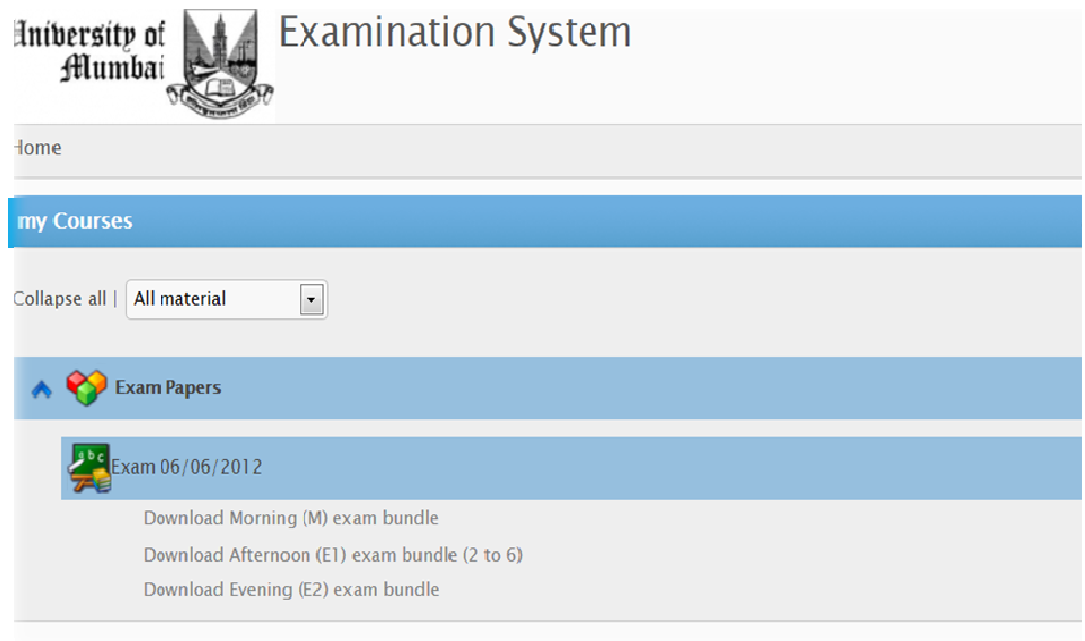 University of
Mumbai
Examination System
Home
my Courses
Collapse all | All material
Exam Papers
abc
Exam 06/06/2012
Download Morning (M) exam bundle
Download Afternoon (E1) exam bundle (2 to 6)
Download Evening (E2) exam bundle